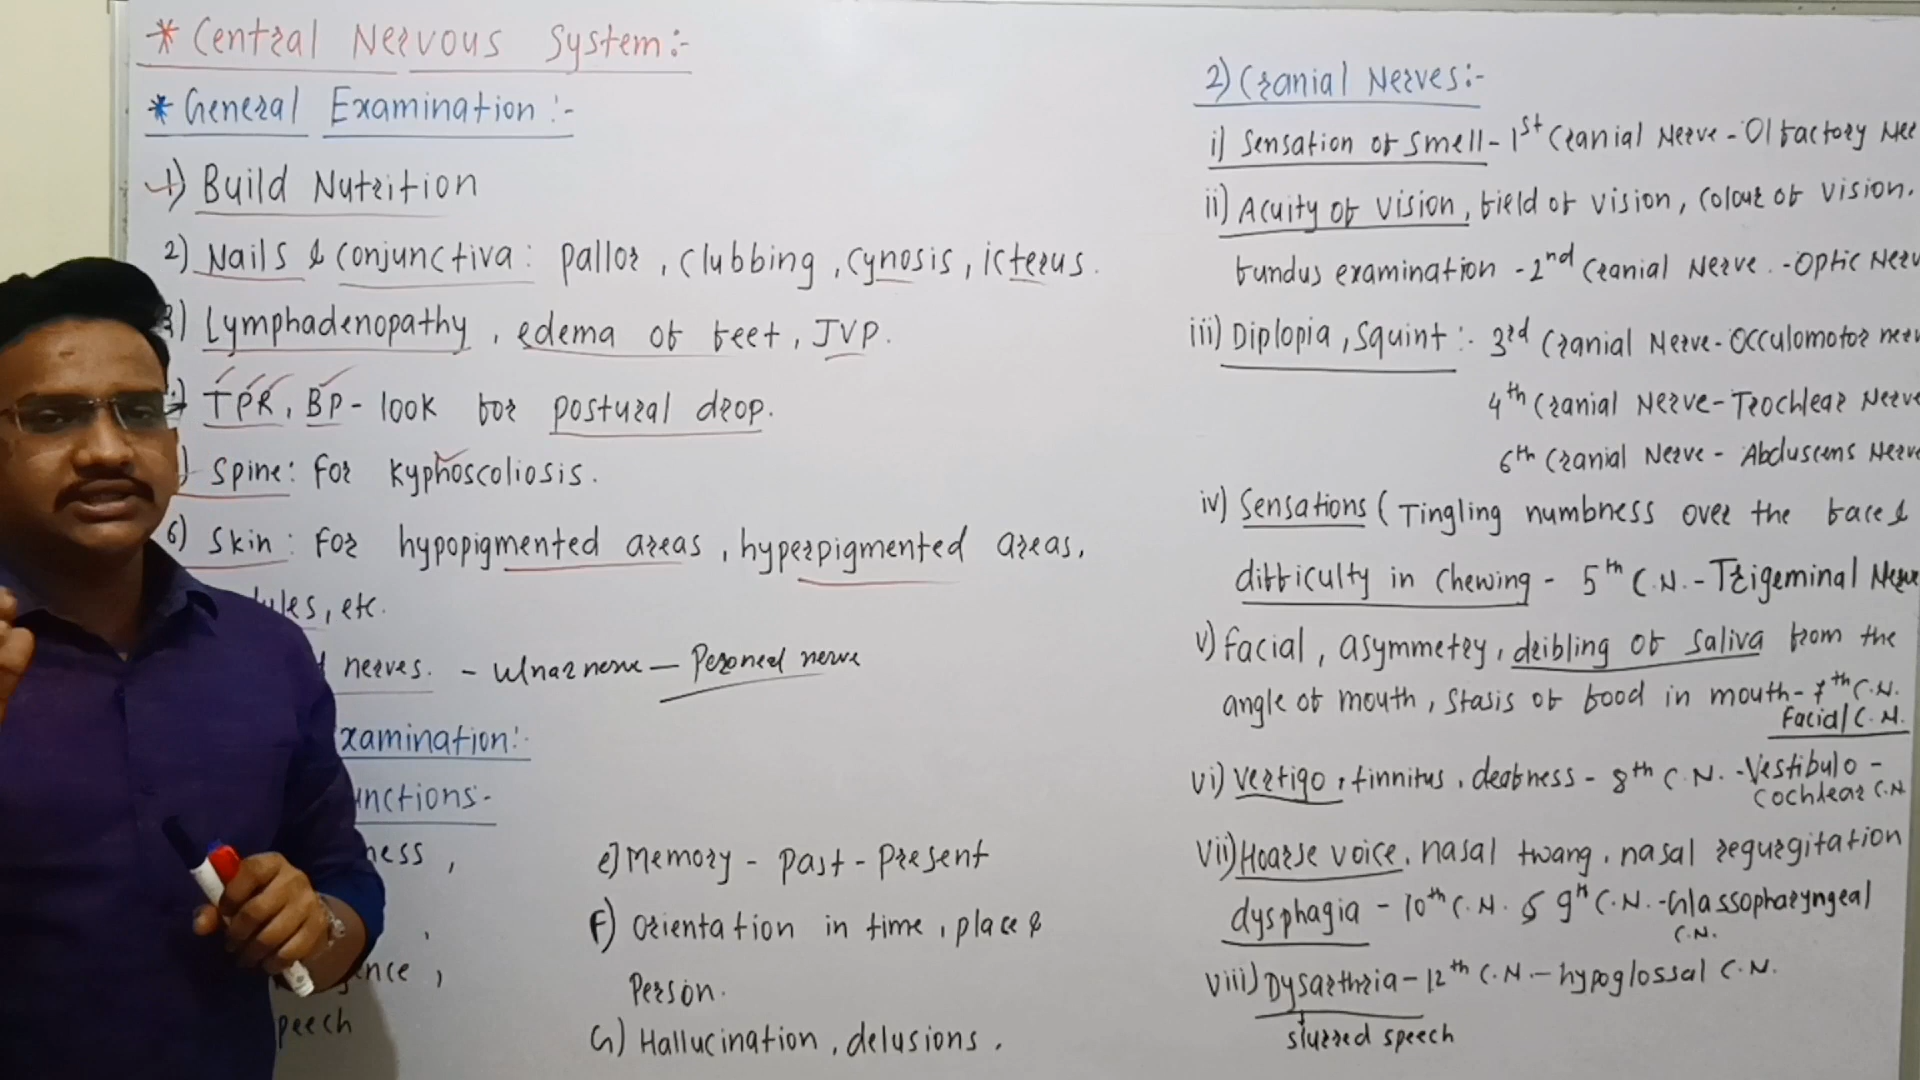 * Central Nervous System:-
* General Examination:-
1) Build Nutrition
2) Nails & conjunctiva: pallor, clubbing, cynosis, icterus.
3) Lymphadenopathy, edema of feet, JVP.
TPR, BP - look for postural drop.
) Spine: For kyphoscoliosis.
6) Skin: For hypopigmented areas, hyperpigmented areas,
etc.
nerves. - Ulnar nerve - Peroneal nerve
xamination:-
nctions-
ness,
,
nce,
peech
e) Memory - past - present
F) Orientation in time, place &
Person.
G) Hallucination, delusions.
2) Cranial Nerves:-
i) Sensation of smell - 1st Cranial Nerve - Olfactory Ner
ii) Acuity of vision, field of vision, colour of vision.
fundus examination - 2nd Cranial Nerve. - Optic Nerv
iii) Diplopia, Squint:- 3rd Cranial Nerve - Occulomotor nerv
4th Cranial Nerve - Trochlear Nerve
6th Cranial Nerve - Abduscens Nerve
iv) Sensations (Tingling numbness over the face &
difficulty in chewing - 5th C.N. - Trigeminal Nerve
v) facial, asymmetry, dribling of saliva from the
angle of mouth, stasis of food in mouth - 7th C.N.
Facial C.N.
vi) Vertigo, tinnitus, deafness - 8th C.N. - Vestibulo -
cochlear C.N
vii) Hoarse voice, nasal twang, nasal regurgitation
dysphagia - 10th C.N. & 9th C.N. - Glassopharyngeal
C.N.
viii) Dysarthria - 12th C.N. - hypoglossal C.N.
slurred speech